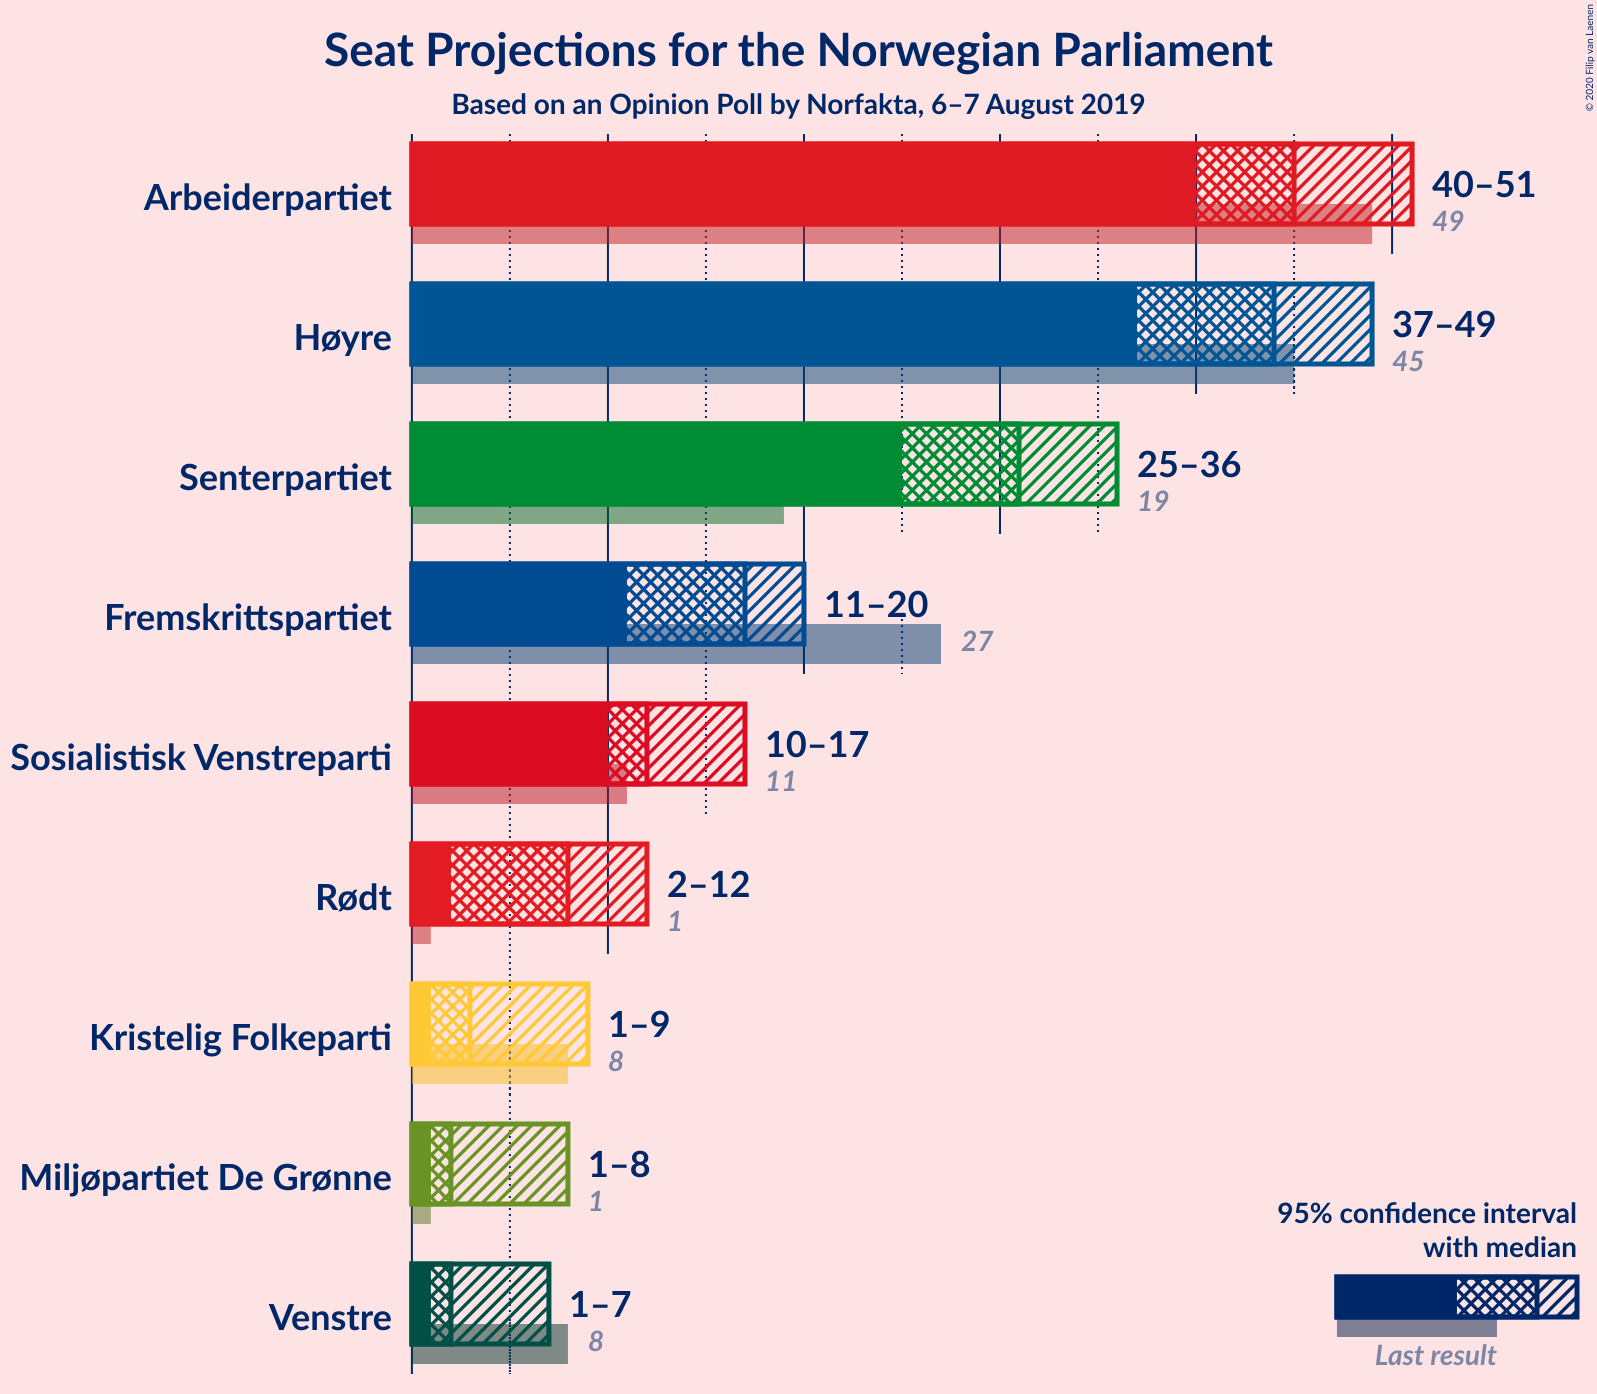 Seat Projections for the Norwegian Parliament
Based on an Opinion Poll by Norfakta, 6–7 August 2019
© 2020 Filip van Laenen
Arbeiderpartiet
40–51
49
Høyre
37–49
45
Senterpartiet
25–36
19
Fremskrittspartiet
11–20
27
Sosialistisk Venstreparti
10–17
11
Rødt
2–12
1
Kristelig Folkeparti
1–9
8
Miljøpartiet De Grønne
1–8
1
Venstre
1–7
8
95% confidence interval
with median
Last result